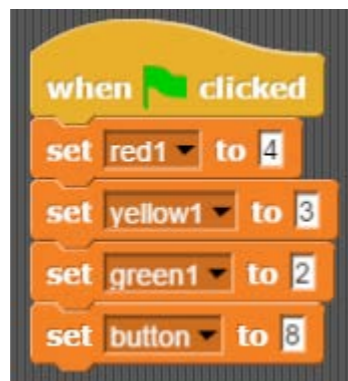 when clicked
set red1 to 4
set yellow1 to 3
set green1 to 2
set button to 8